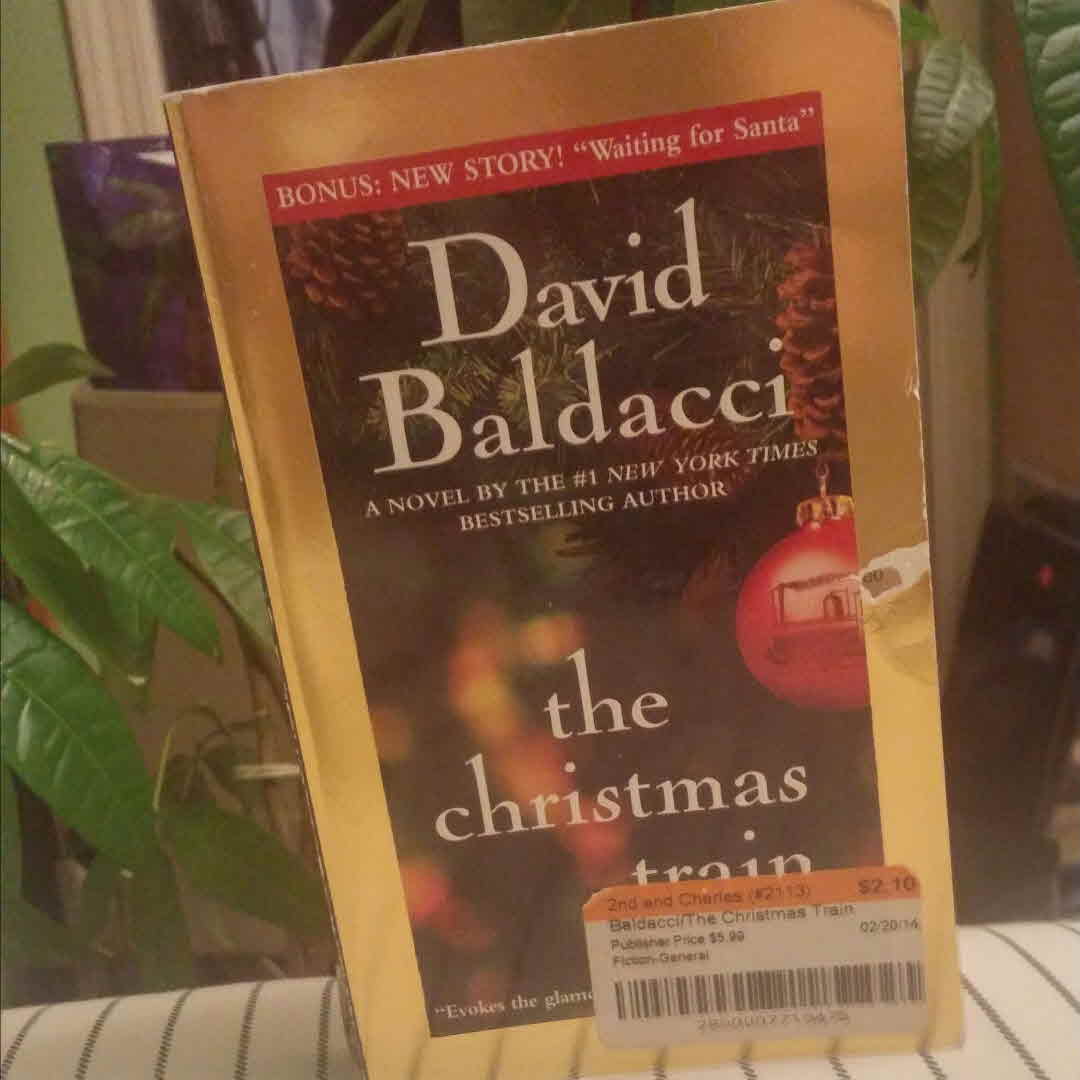 BONUS: NEW STORY! “Waiting for Santa”
David
Baldacci
A NOVEL BY THE #1 NEW YORK TIMES
BESTSELLING AUTHOR
the
christmas
train
2nd and Charles (#2113) $2.10
Baldacci/The Christmas Train
Publisher Price $5.99 02/20/14
Fiction-General
“Evokes the